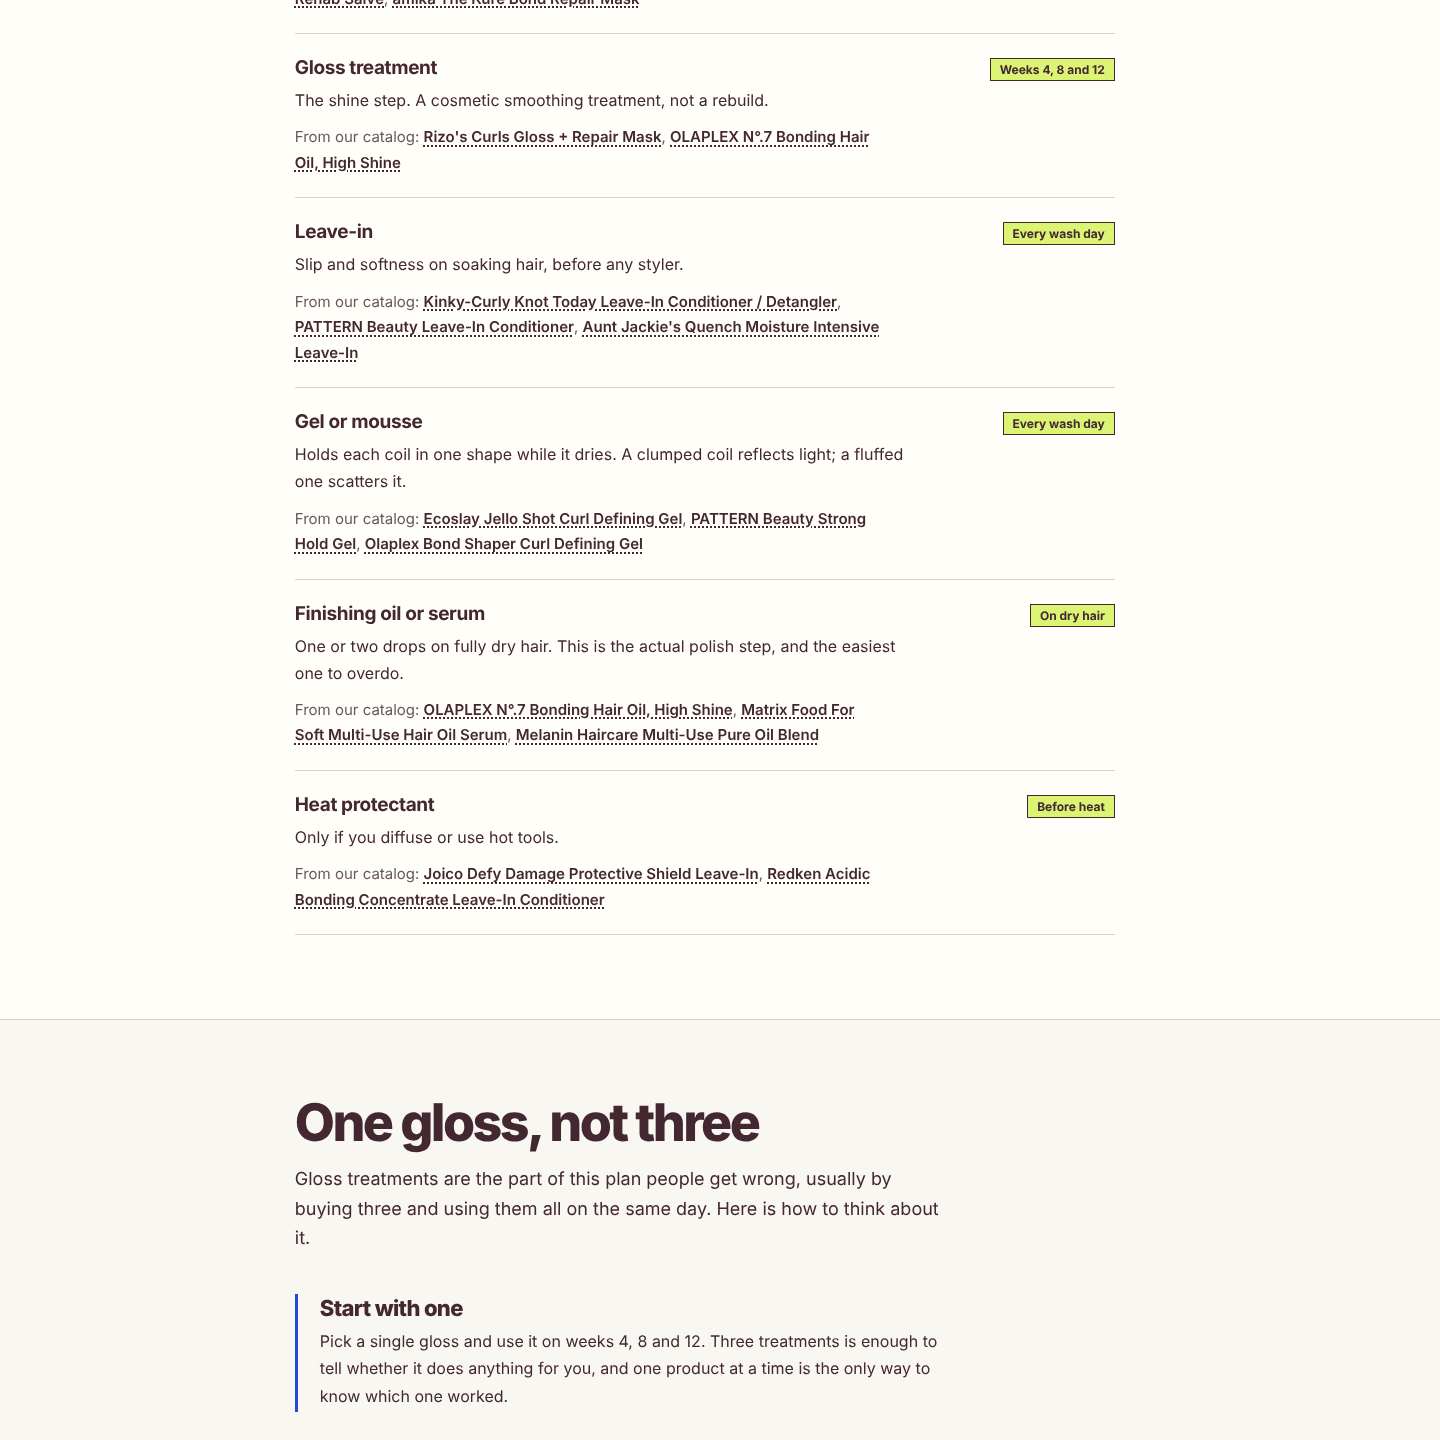 Rehab Salve, amika The Kure Bond Repair Mask
Gloss treatment
Weeks 4, 8 and 12
The shine step. A cosmetic smoothing treatment, not a rebuild.
From our catalog: Rizo's Curls Gloss + Repair Mask, OLAPLEX N°.7 Bonding Hair
Oil, High Shine
Leave-in
Every wash day
Slip and softness on soaking hair, before any styler.
From our catalog: Kinky-Curly Knot Today Leave-In Conditioner / Detangler,
PATTERN Beauty Leave-In Conditioner, Aunt Jackie's Quench Moisture Intensive
Leave-In
Gel or mousse
Every wash day
Holds each coil in one shape while it dries. A clumped coil reflects light; a fluffed
one scatters it.
From our catalog: Ecoslay Jello Shot Curl Defining Gel, PATTERN Beauty Strong
Hold Gel, Olaplex Bond Shaper Curl Defining Gel
Finishing oil or serum
On dry hair
One or two drops on fully dry hair. This is the actual polish step, and the easiest
one to overdo.
From our catalog: OLAPLEX N°.7 Bonding Hair Oil, High Shine, Matrix Food For
Soft Multi-Use Hair Oil Serum, Melanin Haircare Multi-Use Pure Oil Blend
Heat protectant
Before heat
Only if you diffuse or use hot tools.
From our catalog: Joico Defy Damage Protective Shield Leave-In, Redken Acidic
Bonding Concentrate Leave-In Conditioner
One gloss, not three
Gloss treatments are the part of this plan people get wrong, usually by
buying three and using them all on the same day. Here is how to think about
it.
Start with one
Pick a single gloss and use it on weeks 4, 8 and 12. Three treatments is enough to
tell whether it does anything for you, and one product at a time is the only way to
know which one worked.